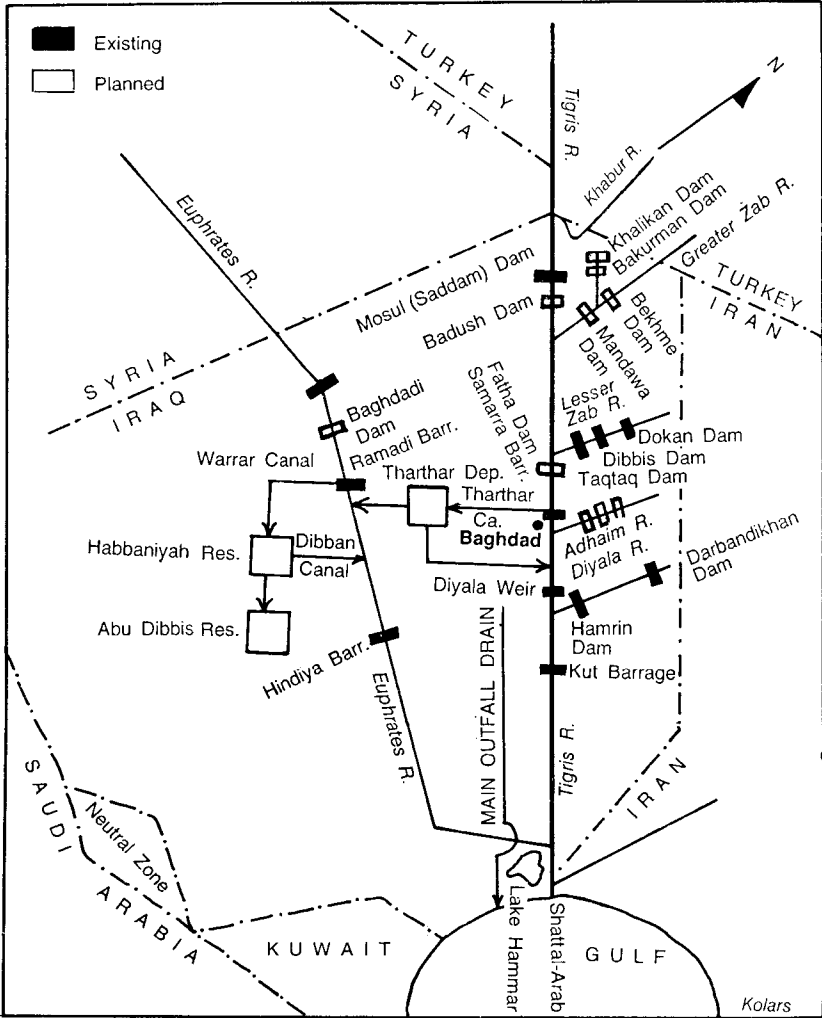 Existing
Planned
TURKEY
SYRIA
Tigris R.
N
Khabur R.
Khalikan Dam
Bakurman Dam
Greater Zab R.
Euphrates R.
TURKEY
IRAN
Mosul (Saddam) Dam
Badush Dam
Bekhme
Dam
Mandawa
Dam
SYRIA
IRAQ
Fatha Dam
Samarra Barr.
Lesser
Zab R.
Baghdadi
Dam
Ramadi Barr.
Dokan Dam
Dibbis Dam
Taqtaq Dam
Warrar Canal
Tharthar Dep.
Tharthar
Ca.
Baghdad
Adhaim R.
Diyala R.
Habbaniyah Res.
Dibban
Canal
Darbandikhan
Dam
Diyala Weir
Abu Dibbis Res.
Hamrin
Dam
Hindiya Barr.
Kut Barrage
MAIN OUTFALL DRAIN
Euphrates R.
Tigris R.
IRAN
SAUDI
ARABIA
Neutral Zone
KUWAIT
Lake Hammar
Shattal-Arab
GULF
Kolars